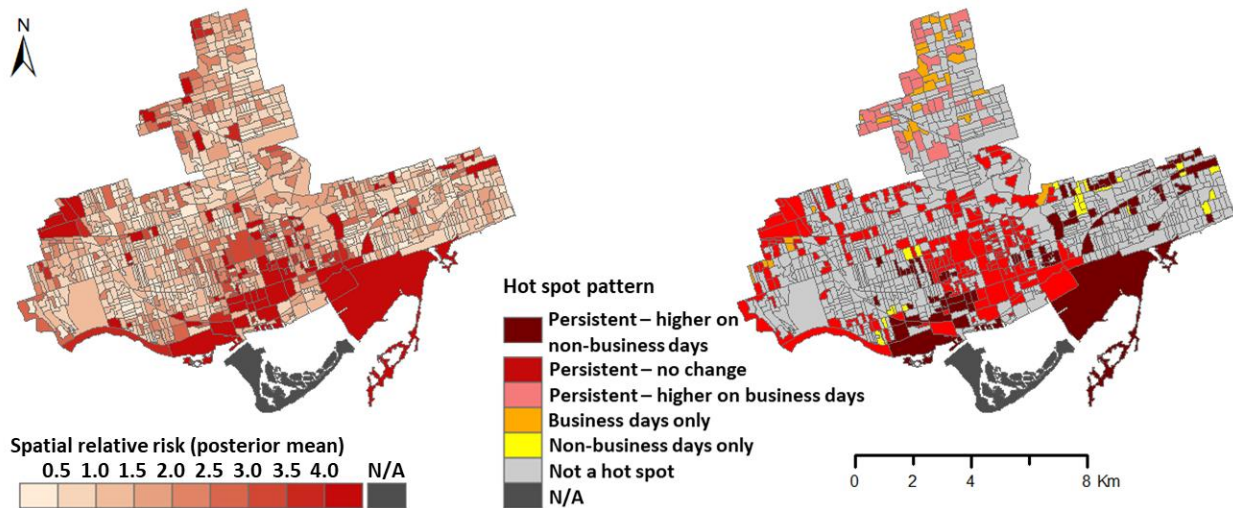 N
Hot spot pattern
Persistent – higher on
non-business days
Persistent – no change
Persistent – higher on business days
Business days only
Non-business days only
Not a hot spot
N/A
Spatial relative risk (posterior mean)
0.5 1.0 1.5 2.0 2.5 3.0 3.5 4.0 N/A
0 2 4 8 Km